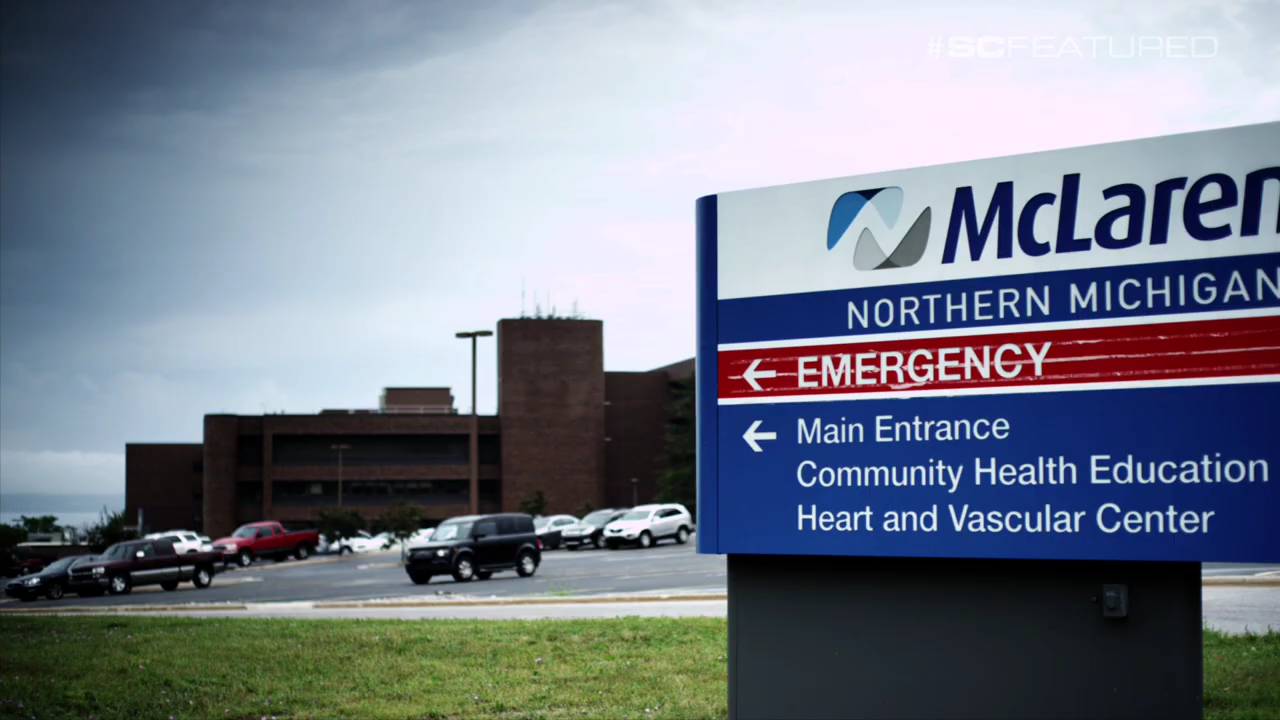 #SCFEATURED
McLaren
NORTHERN MICHIGAN
← EMERGENCY
← Main Entrance
Community Health Education
Heart and Vascular Center